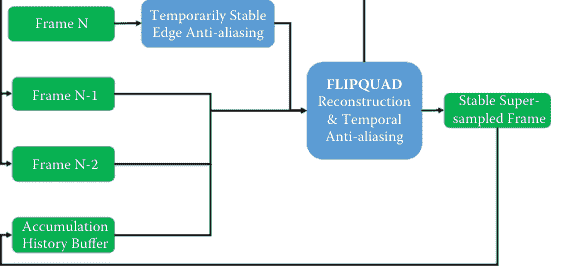 Frame N
Temporarily Stable
Edge Anti-aliasing
FLIPQUAD
Reconstruction
& Temporal
Anti-aliasing
Stable Super-
sampled Frame
Frame N-1
Frame N-2
Accumulation
History Buffer